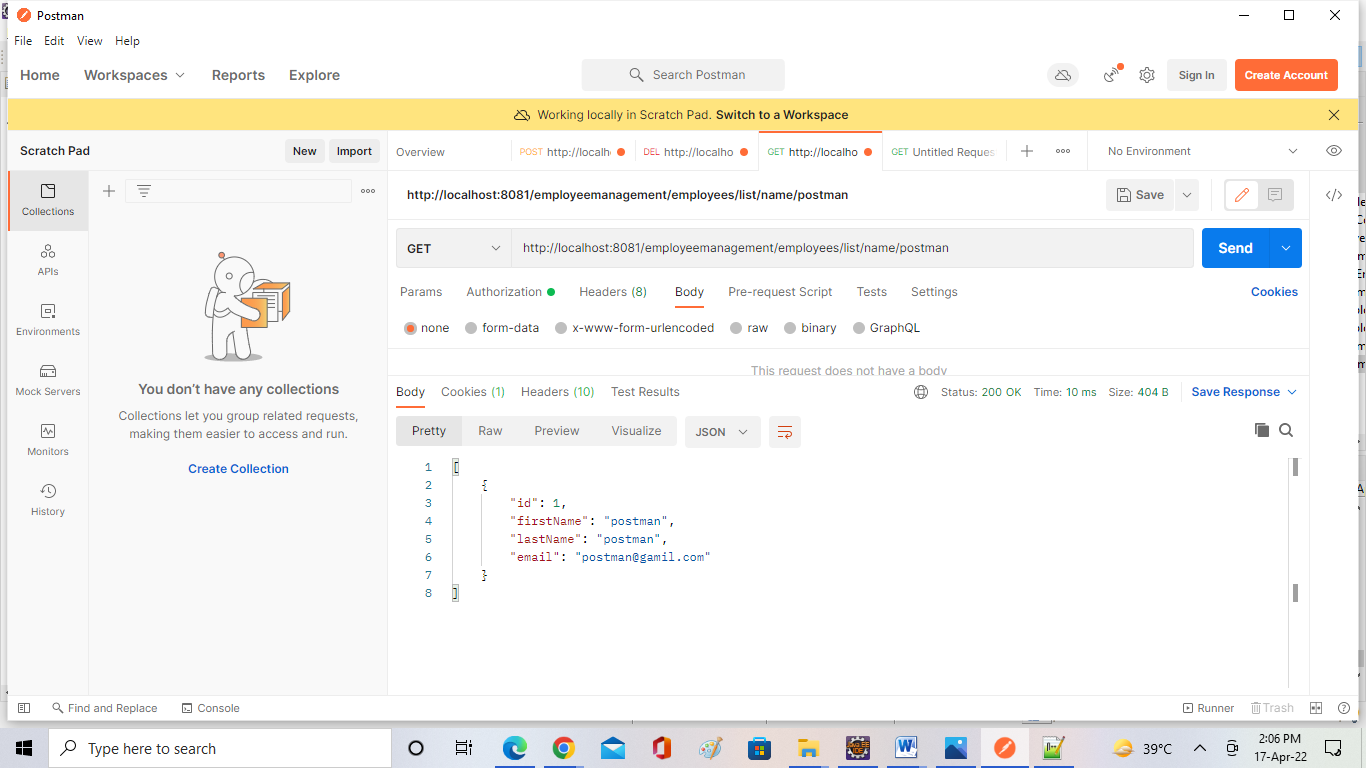 Postman
File Edit View Help
Home Workspaces Reports Explore Search Postman Sign In Create Account
Working locally in Scratch Pad. Switch to a Workspace
Scratch Pad New Import Overview POST http://localh DEL http://localho GET http://localho GET Untitled Reques No Environment
http://localhost:8081/employeemanagement/employees/list/name/postman Save
Collections
APIs
Environments
Mock Servers
Monitors
History
You don't have any collections
Collections let you group related requests,
making them easier to access and run.
Create Collection
GET http://localhost:8081/employeemanagement/employees/list/name/postman Send
Params Authorization Headers (8) Body Pre-request Script Tests Settings Cookies
none form-data x-www-form-urlencoded raw binary GraphQL
This request does not have a body
Body Cookies (1) Headers (10) Test Results Status: 200 OK Time: 10 ms Size: 404 B Save Response
Pretty Raw Preview Visualize JSON
1 [
2 {
3 "id": 1,
4 "firstName": "postman",
5 "lastName": "postman",
6 "email": "postman@gamil.com"
7 }
8 ]
Find and Replace Console Runner Trash
Type here to search 39°C 2:06 PM
17-Apr-22